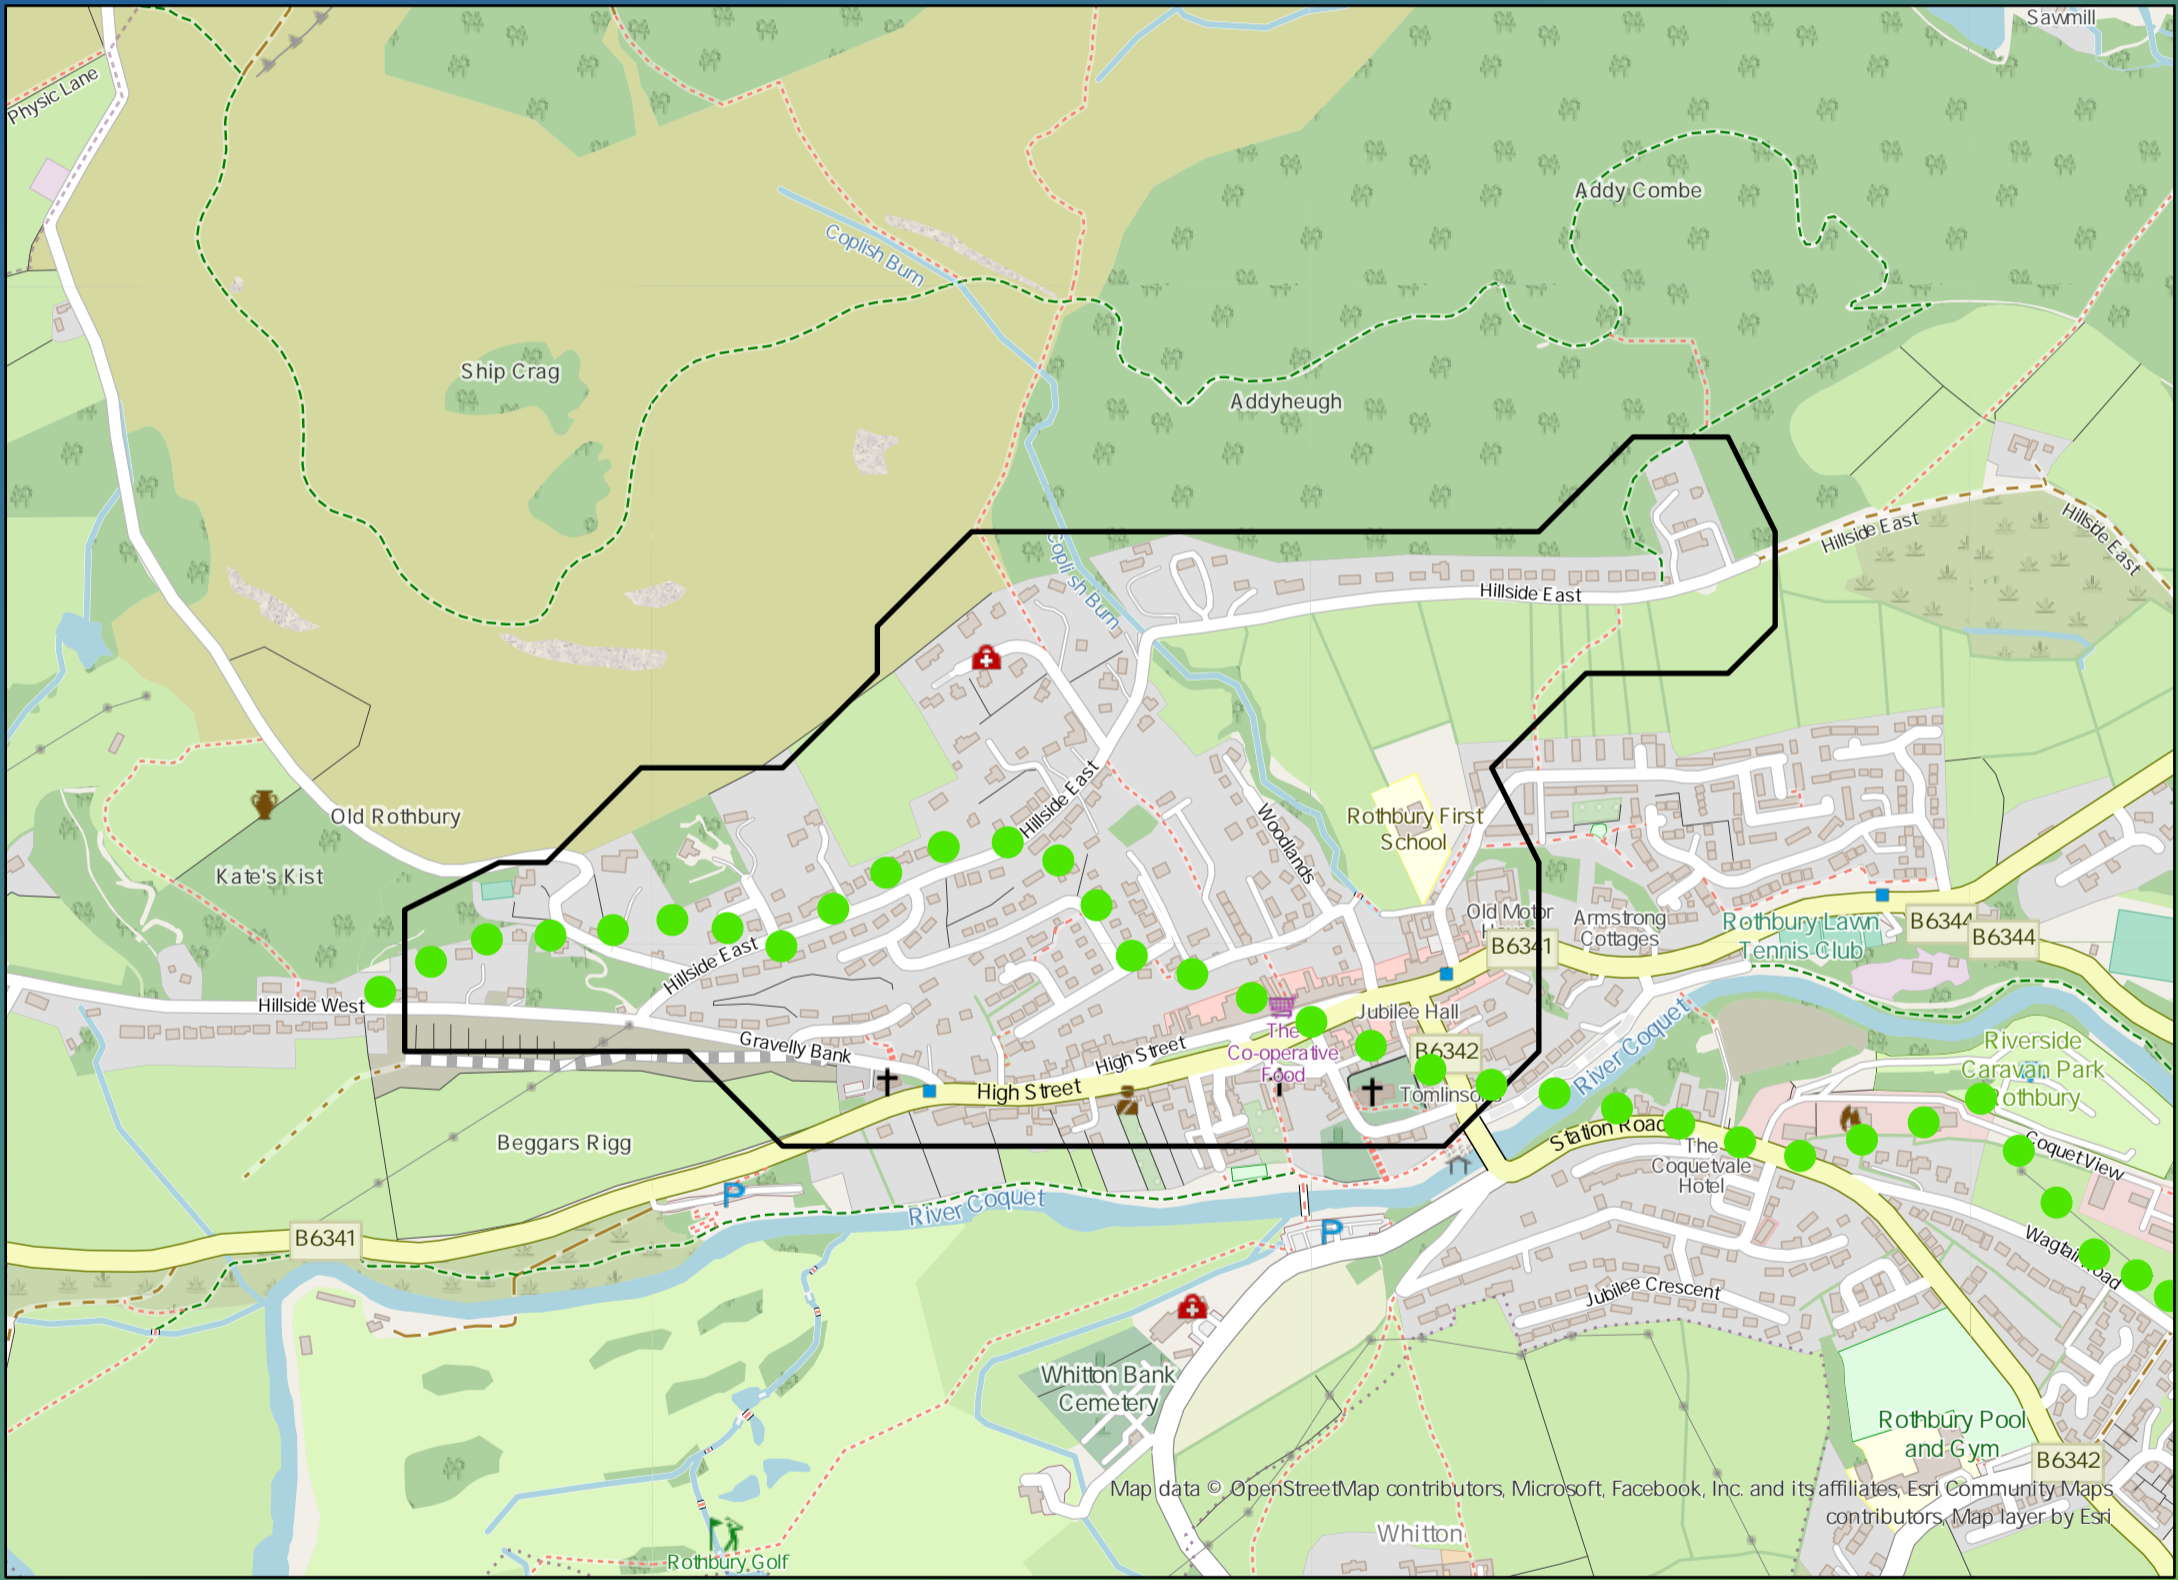 Sawmill
Physic Lane
Addy Combe
Coplish Burn
Ship Crag
Addyheugh
Hillside East
Hillside East
Coplish Burn
Hillside East
Old Rothbury
Hillside East
Woodlands
Rothbury First
School
Kate's Kist
Old Motor
Armstrong
Cottages
Rothbury Lawn
Tennis Club
B6344
B6344
B6341
Hillside East
Hillside West
Jubilee Hall
River Coquet
The
Co-operative
Food
Gravelly Bank
High Street
High Street
B6342
Tomlinsons
Riverside
Caravan Park
Rothbury
Beggars Rigg
Station Road
The
Coquetvale
Hotel
Coquet View
P
River Coquet
P
B6341
Wagtail Road
Jubilee Crescent
Whitton Bank
Cemetery
Rothbury Pool
and Gym
B6342
Map data © OpenStreetMap contributors, Microsoft, Facebook, Inc. and its affiliates, Esri Community Maps
contributors, Map layer by Esri
Whitton
Rothbury Golf